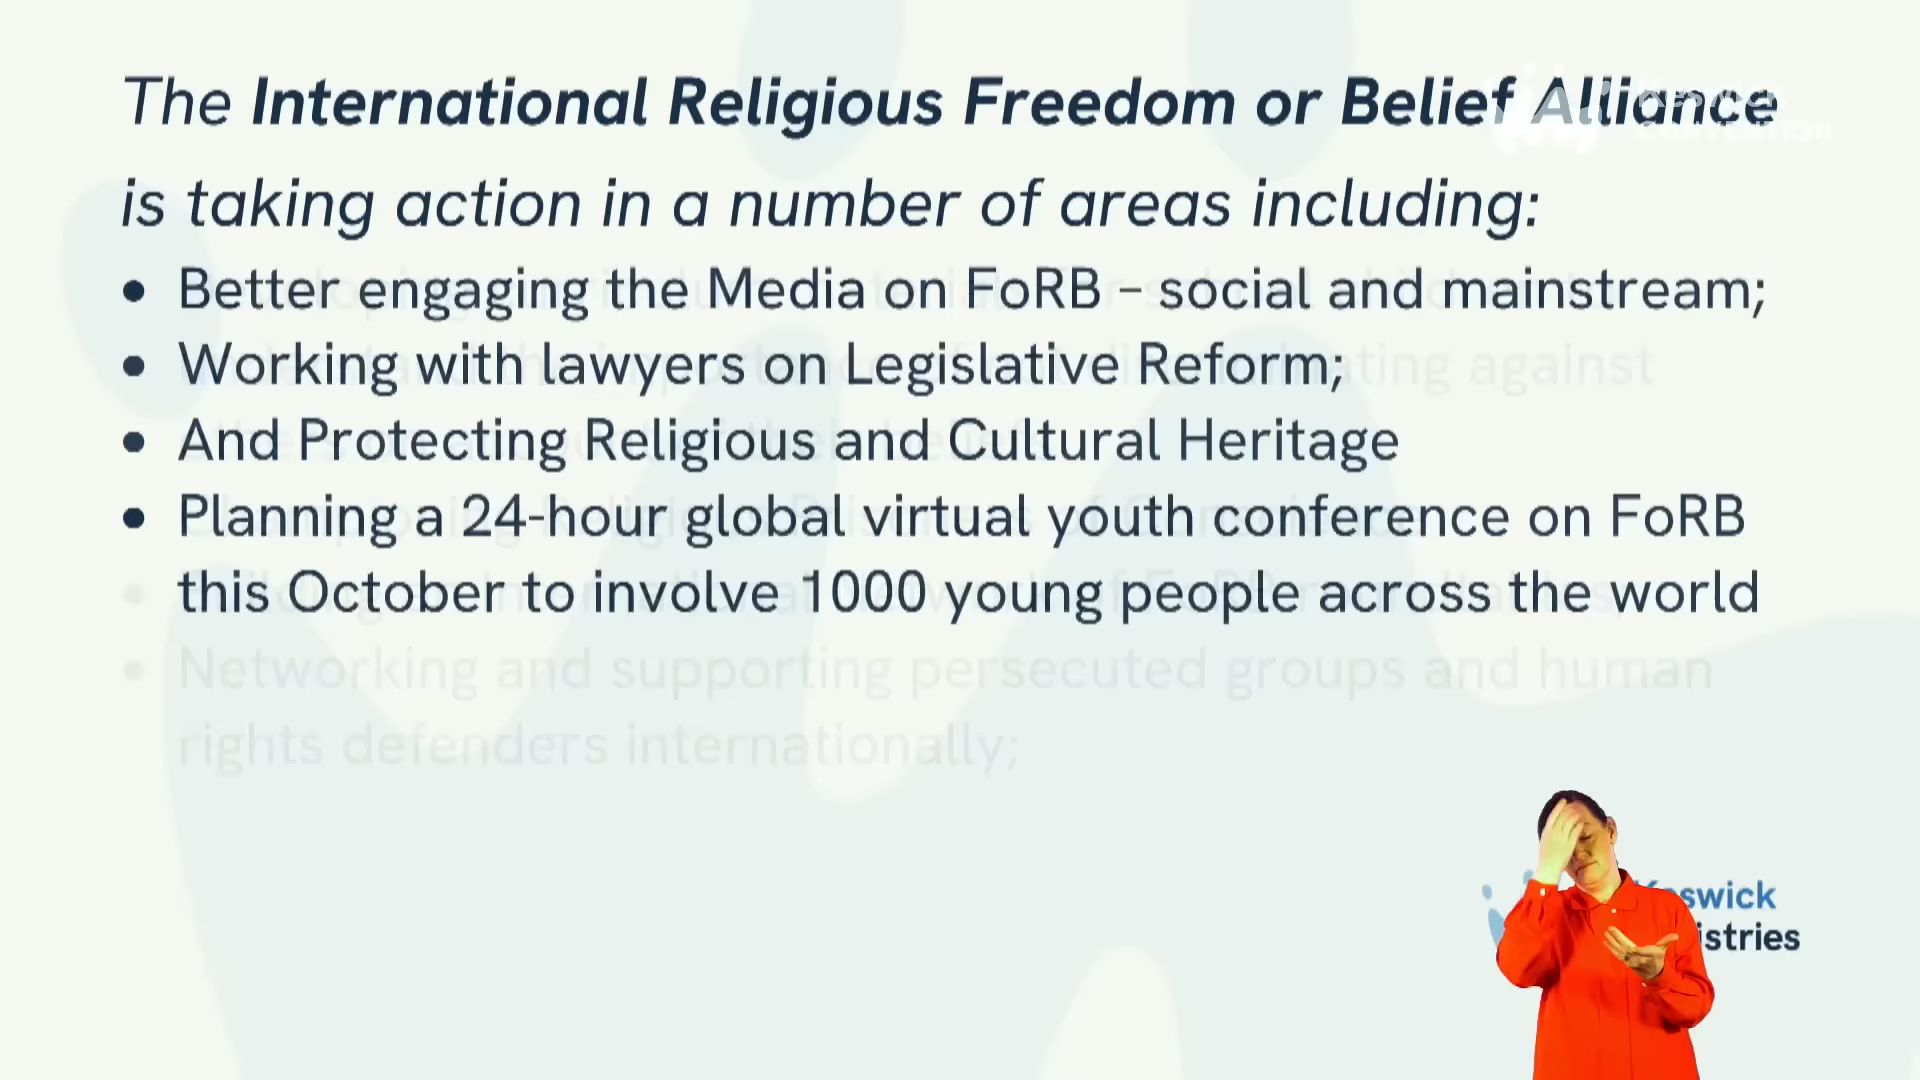 The International Religious Freedom or Belief Alliance
is taking action in a number of areas including:
• Better engaging the Media on FoRB – social and mainstream;
• Working with lawyers on Legislative Reform;
• And Protecting Religious and Cultural Heritage
• Planning a 24-hour global virtual youth conference on FoRB
this October to involve 1000 young people across the world
• Networking and supporting persecuted groups and human
rights defenders internationally;
Keswick
CONVENTION
swick
istries